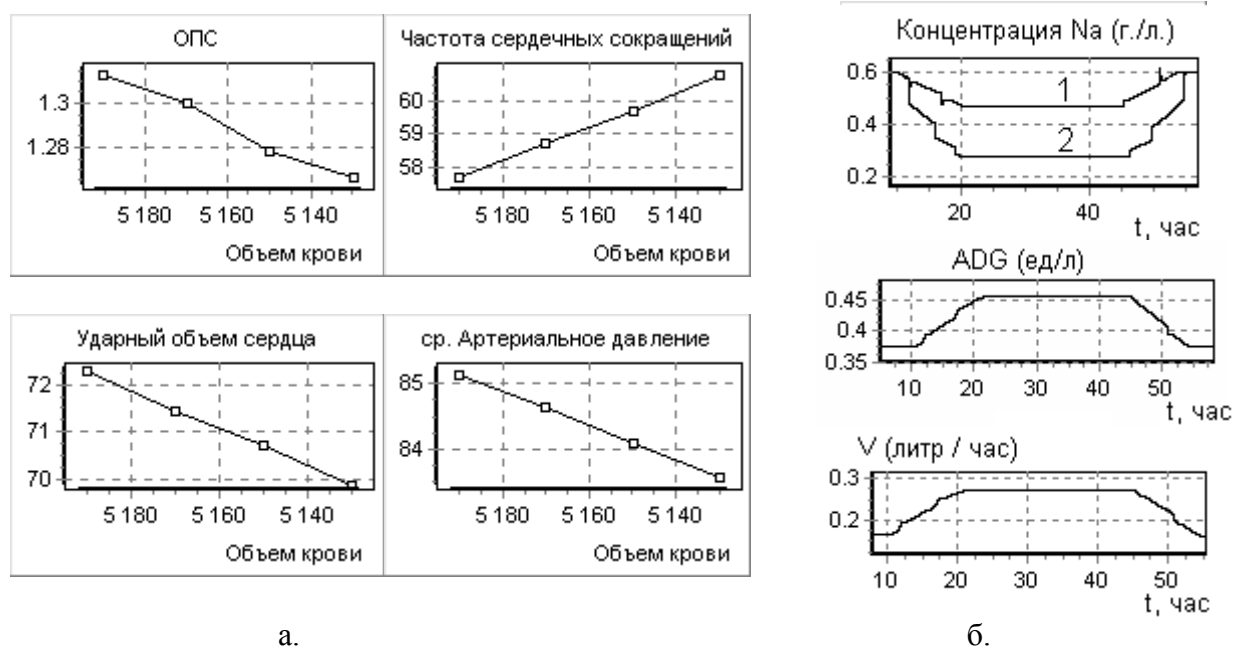 ОПС
1.3
1.28
5 180 5 160 5 140
Объем крови
Частота сердечных сокращений
60
59
58
5 180 5 160 5 140
Объем крови
Ударный объем сердца
72
71
70
5 180 5 160 5 140
Объем крови
ср. Артериальное давление
85
84
5 180 5 160 5 140
Объем крови
а.
Концентрация Na (г./л.)
0.6
1
0.4
2
0.2
20 40
t, час
ADG (ед/л)
0.45
0.4
0.35
10 20 30 40 50
t, час
V (литр / час)
0.3
0.2
10 20 30 40 50
t, час
б.